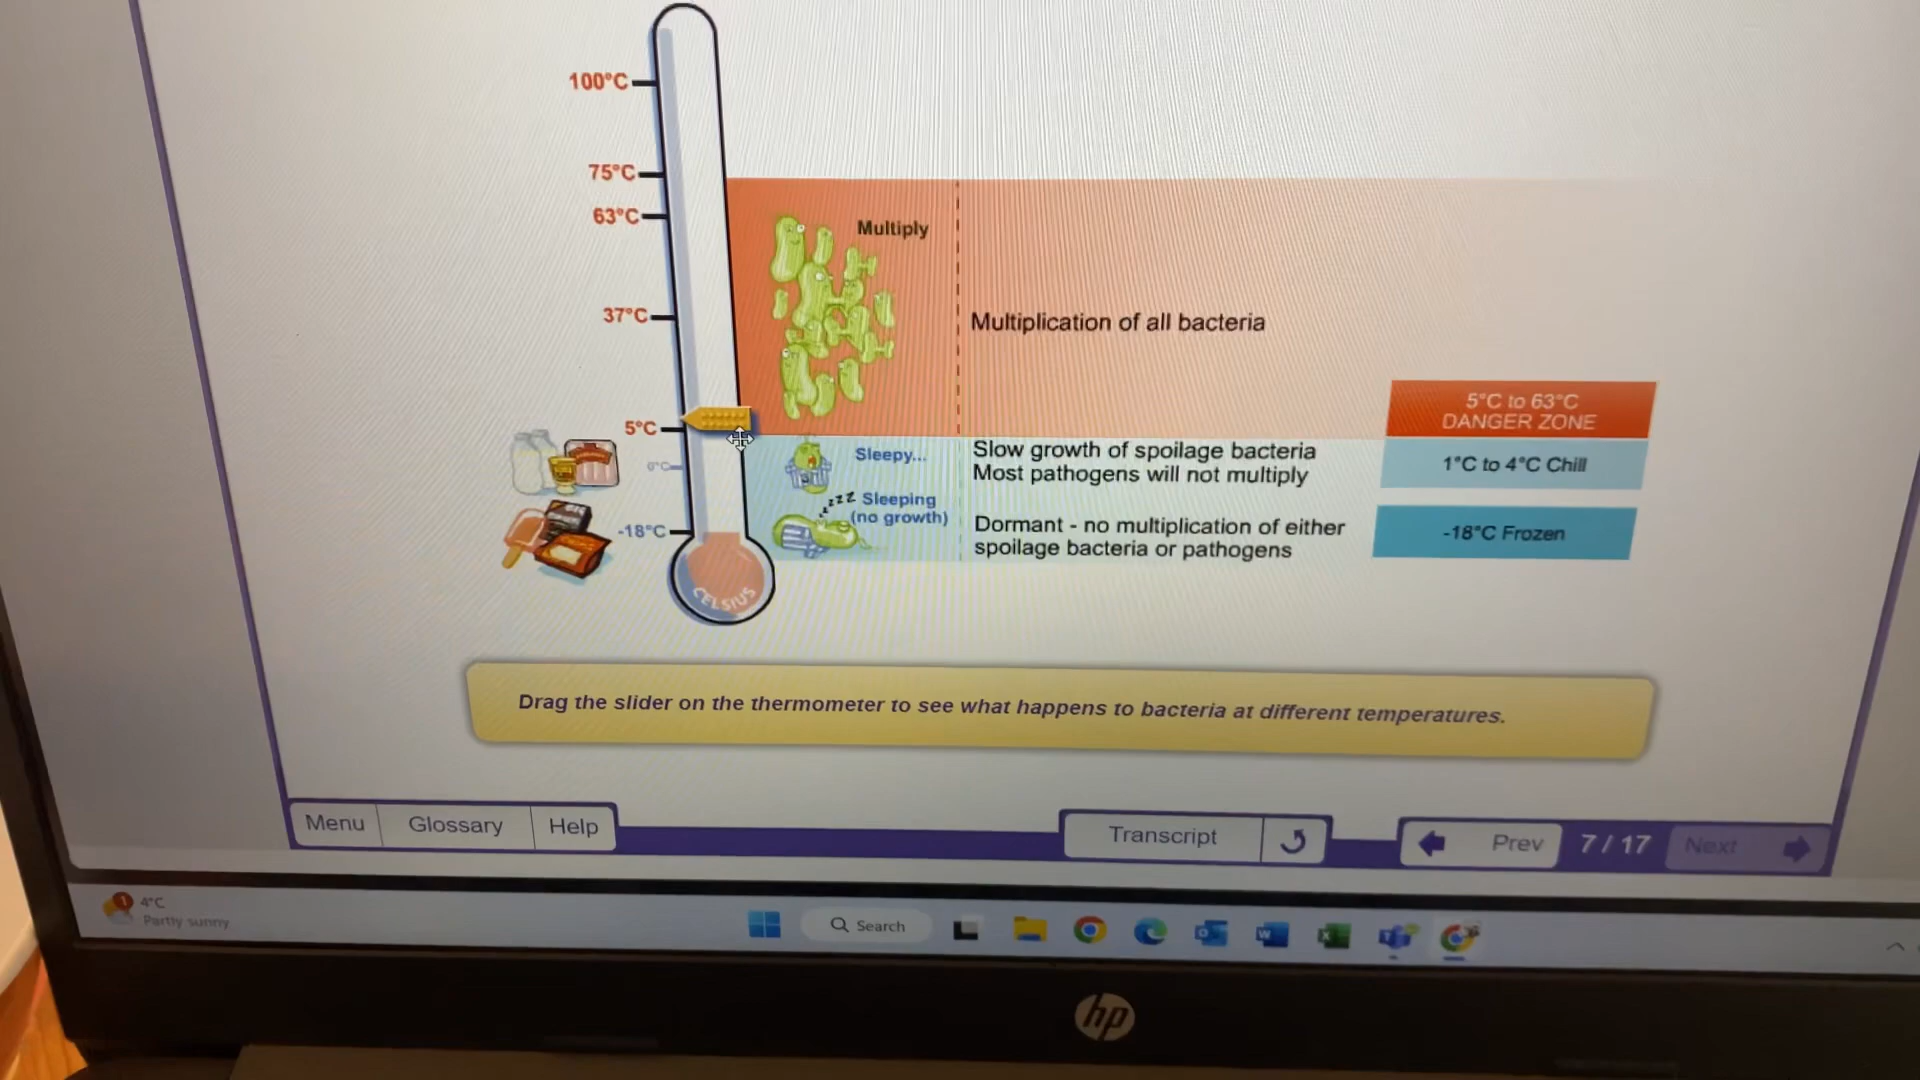 100°C
75°C
63°C
Multiply
37°C
Multiplication of all bacteria
5°C to 63°C
DANGER ZONE
5°C
Sleepy...
Slow growth of spoilage bacteria
Most pathogens will not multiply
1°C to 4°C Chill
0°C
zzZ Sleeping
(no growth)
-18°C
Dormant - no multiplication of either
spoilage bacteria or pathogens
-18°C Frozen
CELSIUS
Drag the slider on the thermometer to see what happens to bacteria at different temperatures.
Menu
Glossary
Help
Transcript
Prev
7 / 17
Next
1
4°C
Partly sunny
Search
hp